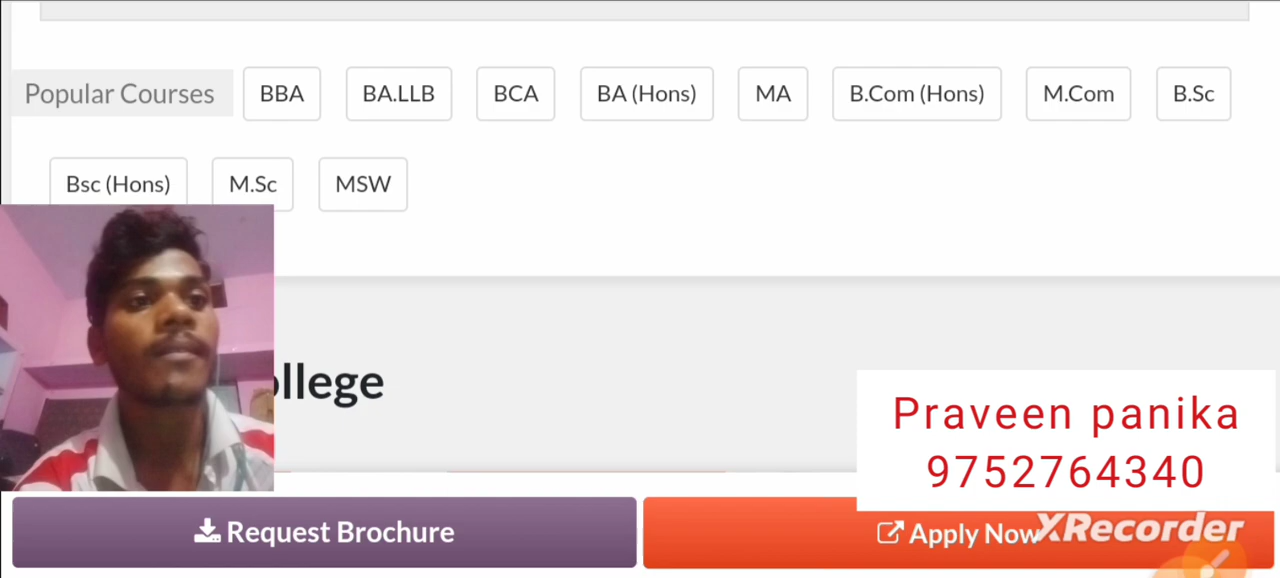 Popular Courses BBA BA.LLB BCA BA (Hons) MA B.Com (Hons) M.Com B.Sc
Bsc (Hons) M.Sc MSW
ollege
Praveen panika
9752764340
Request Brochure Apply Now
XRecorder